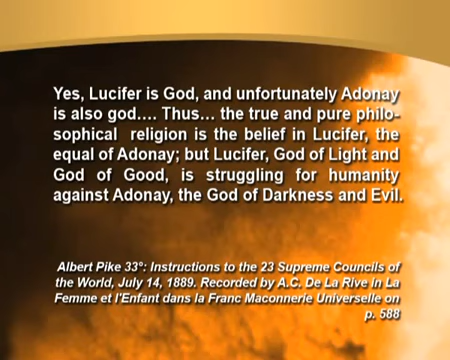 Yes, Lucifer is God, and unfortunately Adonay
is also god.... Thus... the true and pure philo-
sophical religion is the belief in Lucifer, the
equal of Adonay; but Lucifer, God of Light and
God of Good, is struggling for humanity
against Adonay, the God of Darkness and Evil.
Albert Pike 33°: Instructions to the 23 Supreme Councils of
the World, July 14, 1889. Recorded by A.C. De La Rive in La
Femme et l'Enfant dans la Franc Maconnerie Universelle on
p. 588